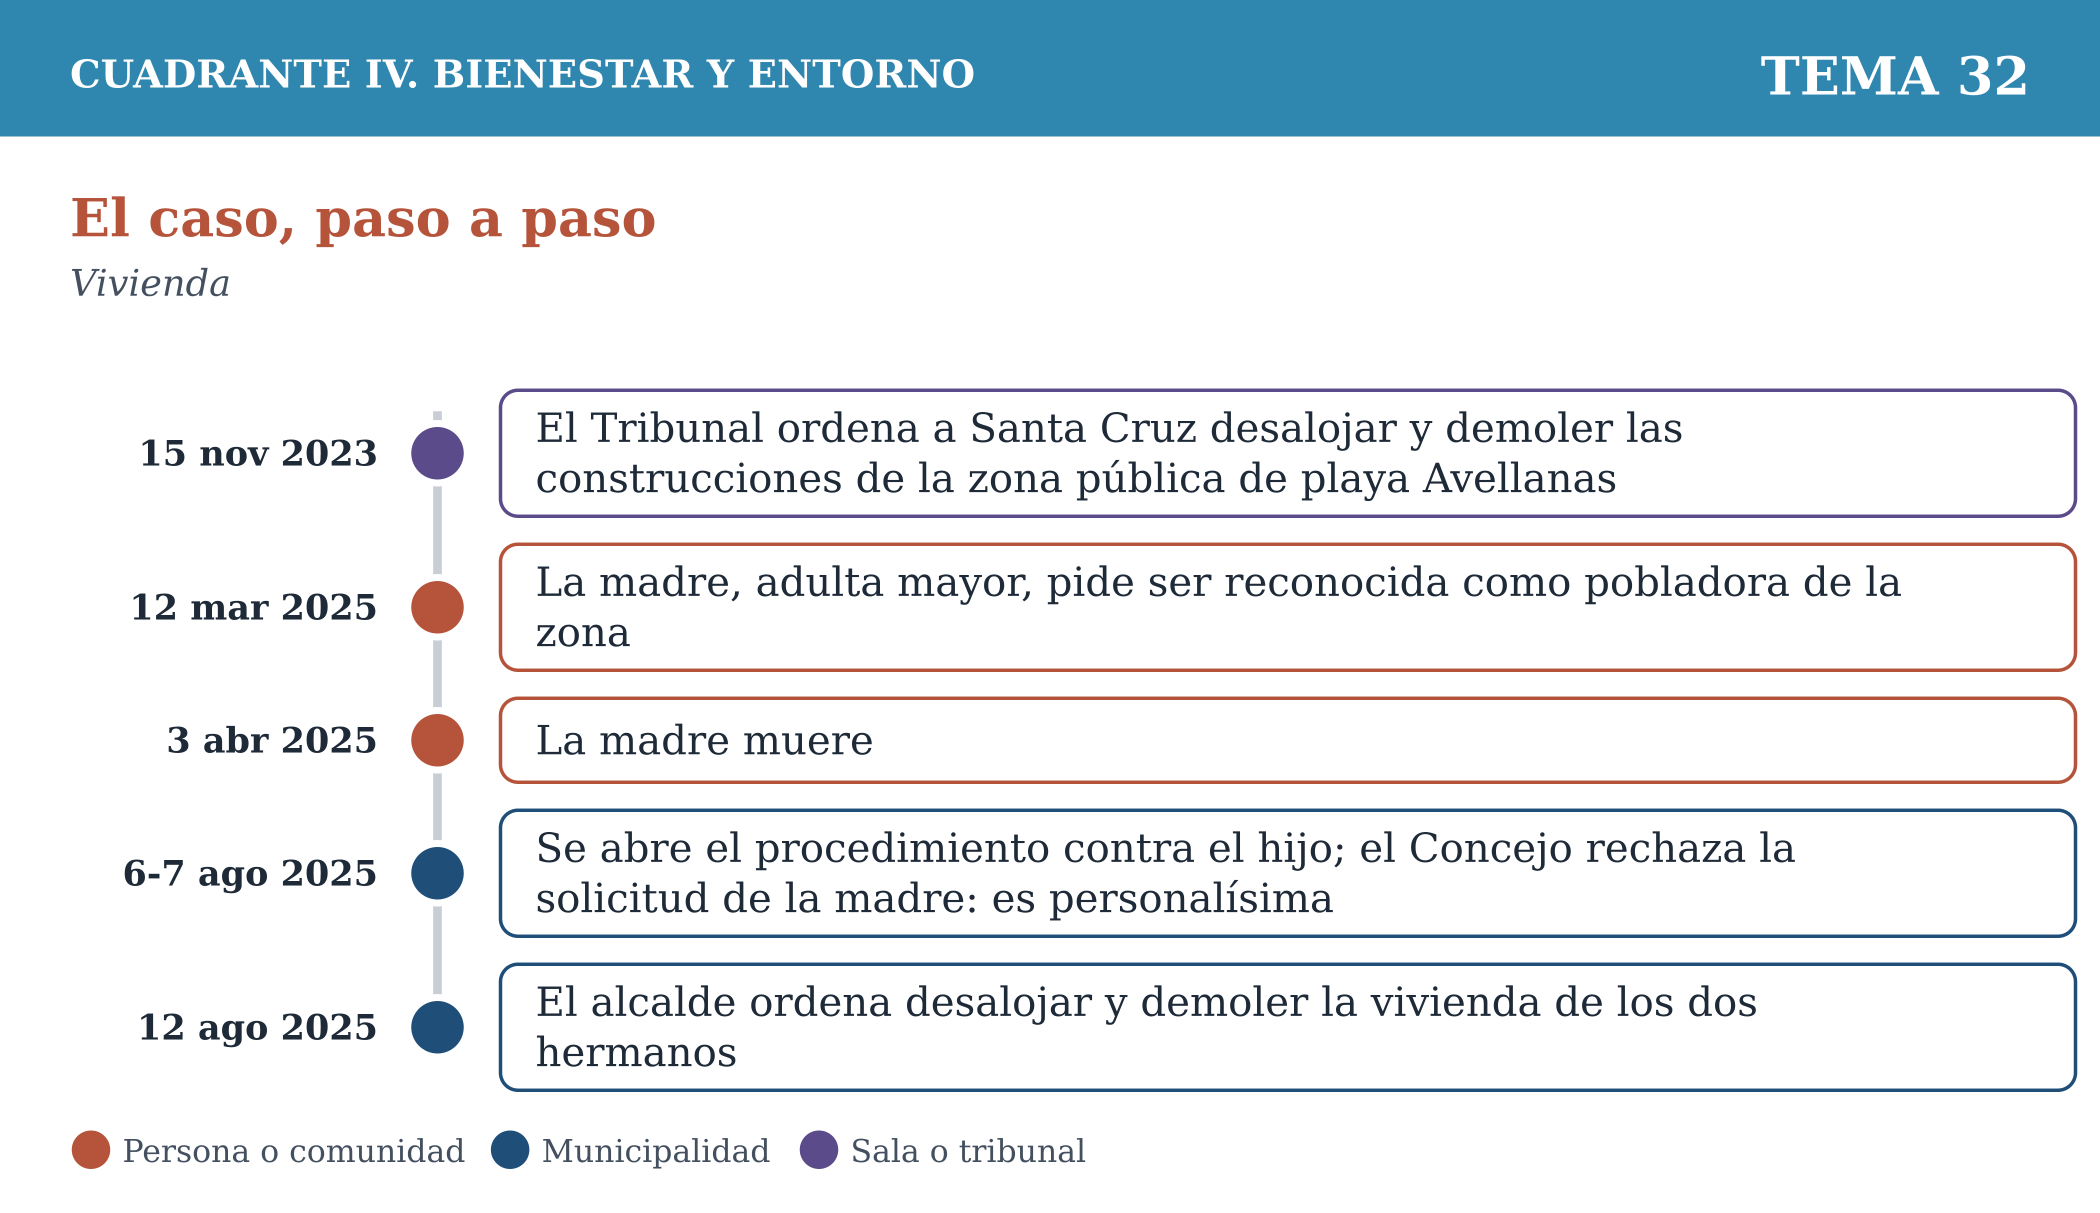 CUADRANTE IV. BIENESTAR Y ENTORNO
TEMA 32
El caso, paso a paso
Vivienda
15 nov 2023
El Tribunal ordena a Santa Cruz desalojar y demoler las
construcciones de la zona pública de playa Avellanas
12 mar 2025
La madre, adulta mayor, pide ser reconocida como pobladora de la
zona
3 abr 2025
La madre muere
6-7 ago 2025
Se abre el procedimiento contra el hijo; el Concejo rechaza la
solicitud de la madre: es personalísima
12 ago 2025
El alcalde ordena desalojar y demoler la vivienda de los dos
hermanos
Persona o comunidad
Municipalidad
Sala o tribunal